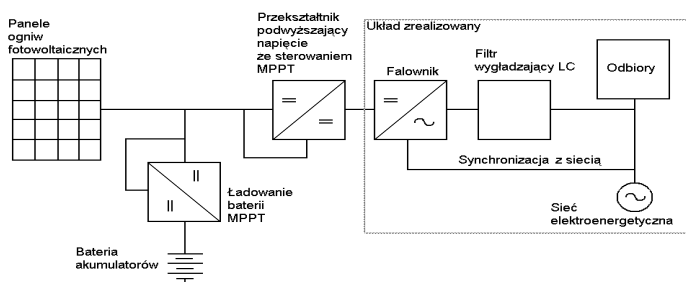 Panele
ogniw
fotowoltaicznych
Przekształtnik
podwyższający
napięcie
ze sterowaniem
MPPT
Układ zrealizowany
Falownik
Filtr
wygładzający LC
Odbiory
Synchronizacja z siecią
Sieć
elektroenergetyczna
Ładowanie
baterii
MPPT
Bateria
akumulatorów